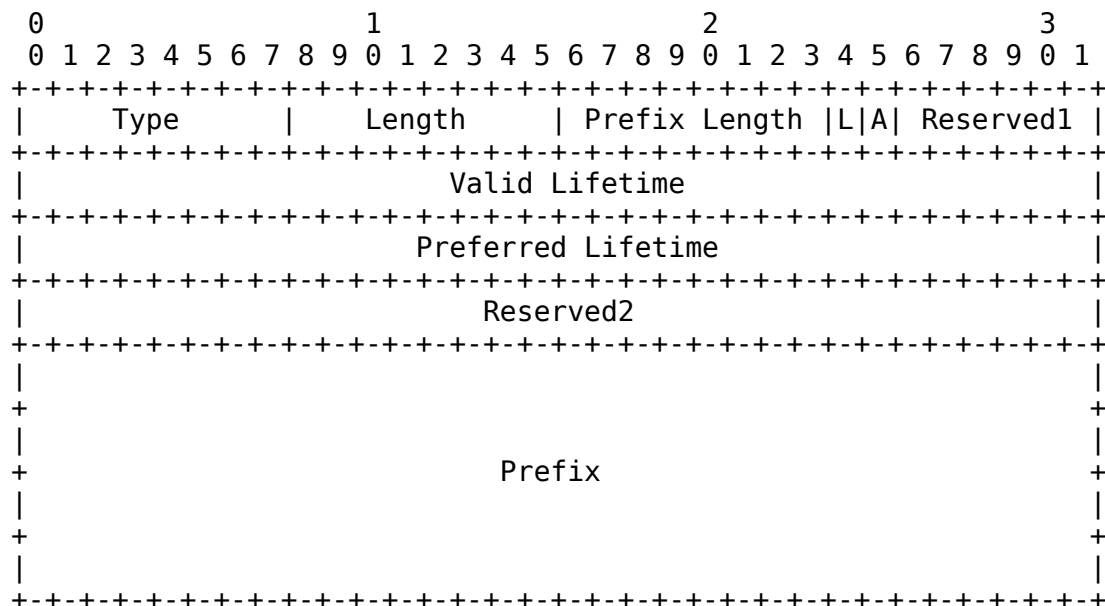 0                   1                   2                   3
 0 1 2 3 4 5 6 7 8 9 0 1 2 3 4 5 6 7 8 9 0 1 2 3 4 5 6 7 8 9 0 1
+-+-+-+-+-+-+-+-+-+-+-+-+-+-+-+-+-+-+-+-+-+-+-+-+-+-+-+-+-+-+-+-+
|     Type      |    Length     | Prefix Length |L|A| Reserved1 |
+-+-+-+-+-+-+-+-+-+-+-+-+-+-+-+-+-+-+-+-+-+-+-+-+-+-+-+-+-+-+-+-+
|                         Valid Lifetime                        |
+-+-+-+-+-+-+-+-+-+-+-+-+-+-+-+-+-+-+-+-+-+-+-+-+-+-+-+-+-+-+-+-+
|                       Preferred Lifetime                      |
+-+-+-+-+-+-+-+-+-+-+-+-+-+-+-+-+-+-+-+-+-+-+-+-+-+-+-+-+-+-+-+-+
|                           Reserved2                           |
+-+-+-+-+-+-+-+-+-+-+-+-+-+-+-+-+-+-+-+-+-+-+-+-+-+-+-+-+-+-+-+-+
|                                                               |
+                                                               +
|                                                               |
+                            Prefix                             +
|                                                               |
+                                                               +
|                                                               |
+-+-+-+-+-+-+-+-+-+-+-+-+-+-+-+-+-+-+-+-+-+-+-+-+-+-+-+-+-+-+-+-+